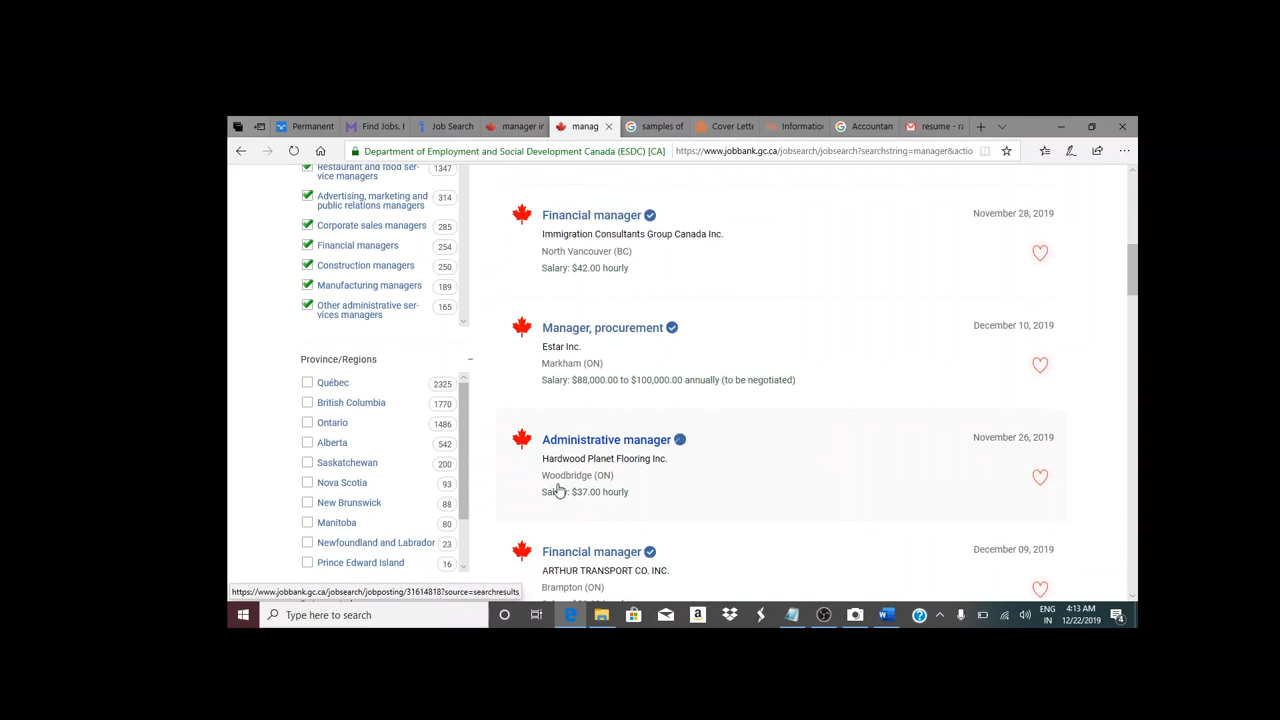 Permanent
Find Jobs. I
Job Search
manager in
manag
samples of
Cover Lette
Information
Accountan
resume - ra
Department of Employment and Social Development Canada (ESDC) [CA]
https://www.jobbank.gc.ca/jobsearch/jobsearch?searchstring=manager&actio
Restaurant and food ser-
vice managers
1347
Advertising, marketing and
public relations managers
314
Corporate sales managers
285
Financial managers
254
Construction managers
250
Manufacturing managers
189
Other administrative ser-
vices managers
165
Province/Regions
Québec
2325
British Columbia
1770
Ontario
1486
Alberta
542
Saskatchewan
200
Nova Scotia
93
New Brunswick
88
Manitoba
80
Newfoundland and Labrador
23
Prince Edward Island
16
Financial manager
November 28, 2019
Immigration Consultants Group Canada Inc.
North Vancouver (BC)
Salary: $42.00 hourly
Manager, procurement
December 10, 2019
Estar Inc.
Markham (ON)
Salary: $88,000.00 to $100,000.00 annually (to be negotiated)
Administrative manager
November 26, 2019
Hardwood Planet Flooring Inc.
Woodbridge (ON)
Salary: $37.00 hourly
Financial manager
December 09, 2019
ARTHUR TRANSPORT CO. INC.
Brampton (ON)
https://www.jobbank.gc.ca/jobsearch/jobposting/31614818?source=searchresults
Type here to search
ENG
IN
4:13 AM
12/22/2019
4